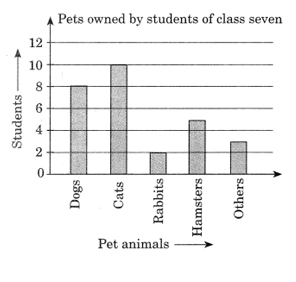 Pets owned by students of class seven
12
10
8
6
4
2
0
Students
Dogs
Cats
Rabbits
Hamsters
Others
Pet animals